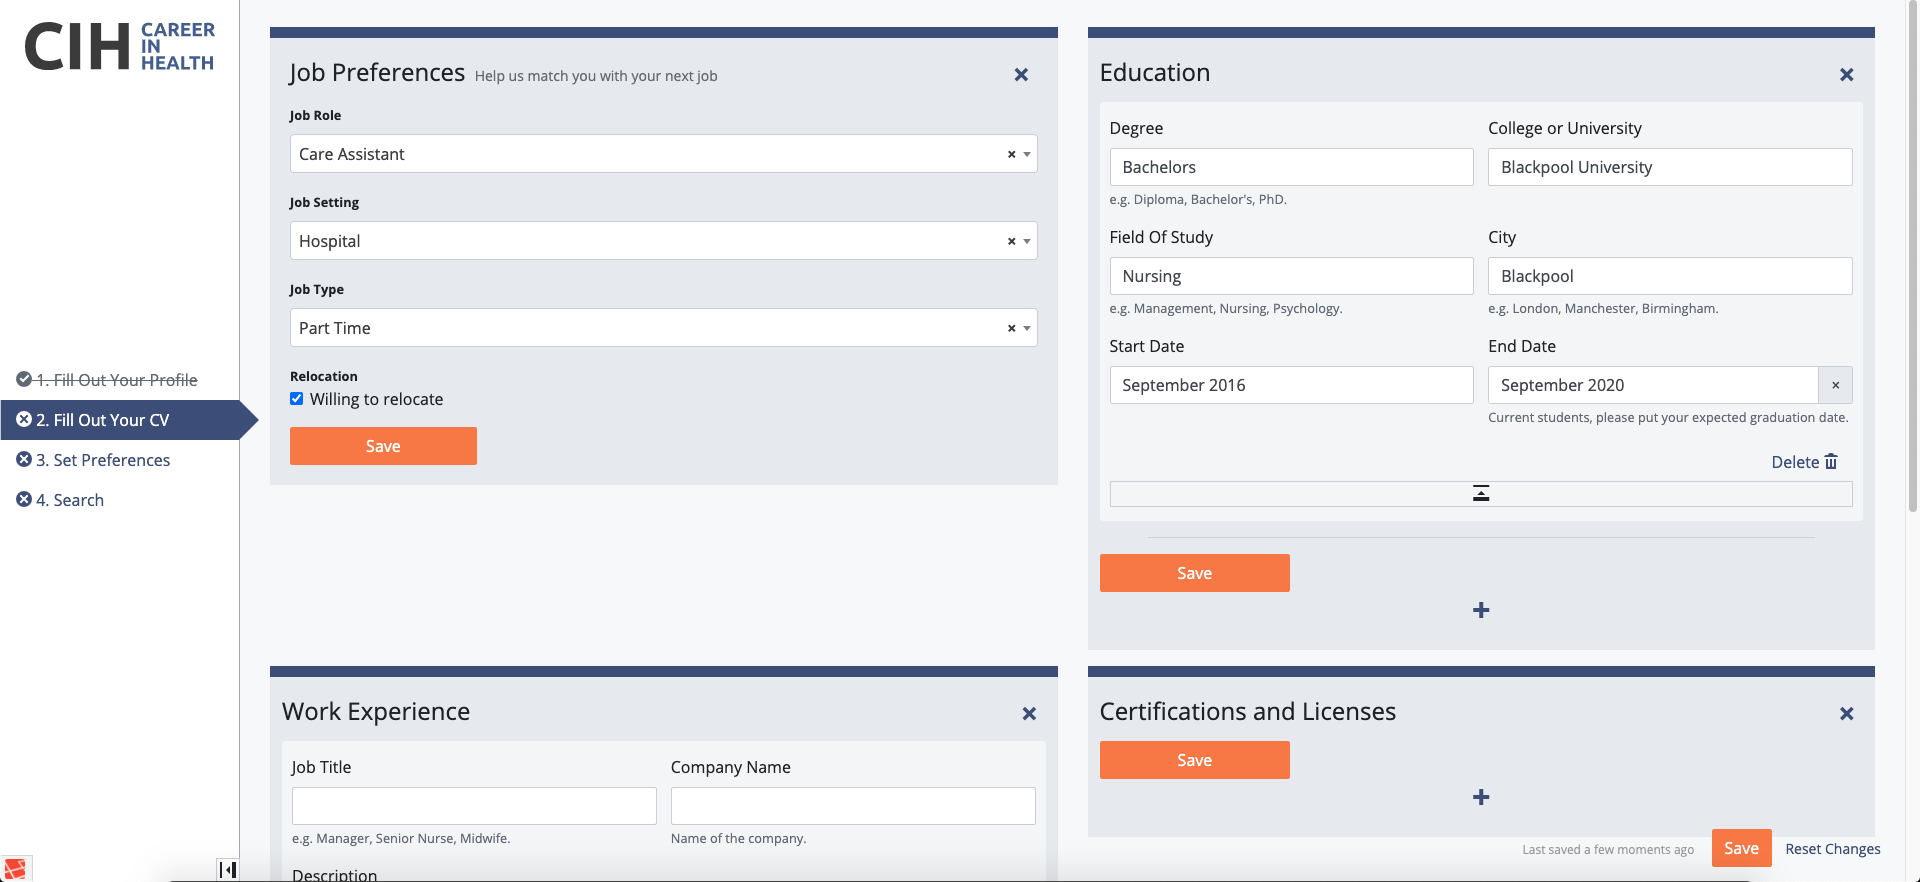 CIH CAREER
IN
HEALTH
1. Fill Out Your Profile
2. Fill Out Your CV
3. Set Preferences
4. Search
Job Preferences Help us match you with your next job
Job Role
Care Assistant
Job Setting
Hospital
Job Type
Part Time
Relocation
Willing to relocate
Save
Education
Degree
College or University
Bachelors
Blackpool University
e.g. Diploma, Bachelor's, PhD.
Field Of Study
City
Nursing
Blackpool
e.g. Management, Nursing, Psychology.
e.g. London, Manchester, Birmingham.
Start Date
End Date
September 2016
September 2020
Current students, please put your expected graduation date.
Delete
Save
Work Experience
Job Title
Company Name
e.g. Manager, Senior Nurse, Midwife.
Name of the company.
Description
Certifications and Licenses
Save
Last saved a few moments ago
Save
Reset Changes